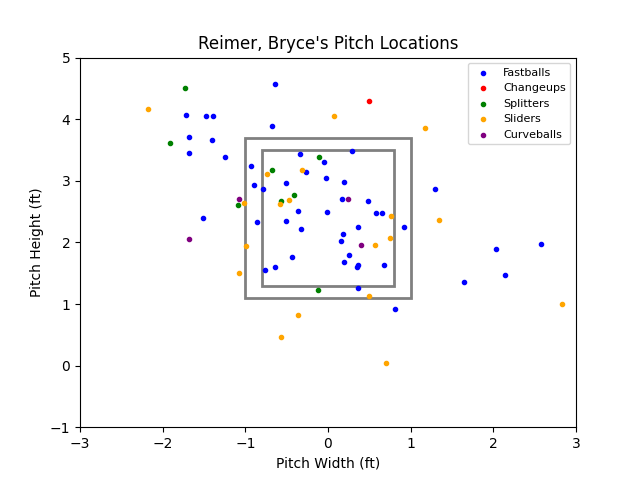 Reimer, Bryce's Pitch Locations
Fastballs
Changeups
Splitters
Sliders
Curveballs
Pitch Height (ft)
5
4
3
2
1
0
−1
−3
−2
−1
0
1
2
3
Pitch Width (ft)